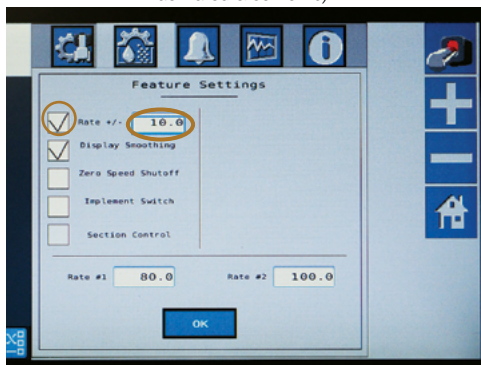 Feature Settings
Rate +/- 10.0
Display Smoothing
Zero Speed Shutoff
Implement Switch
Section Control
Rate #1 80.0 Rate #2 100.0
OK